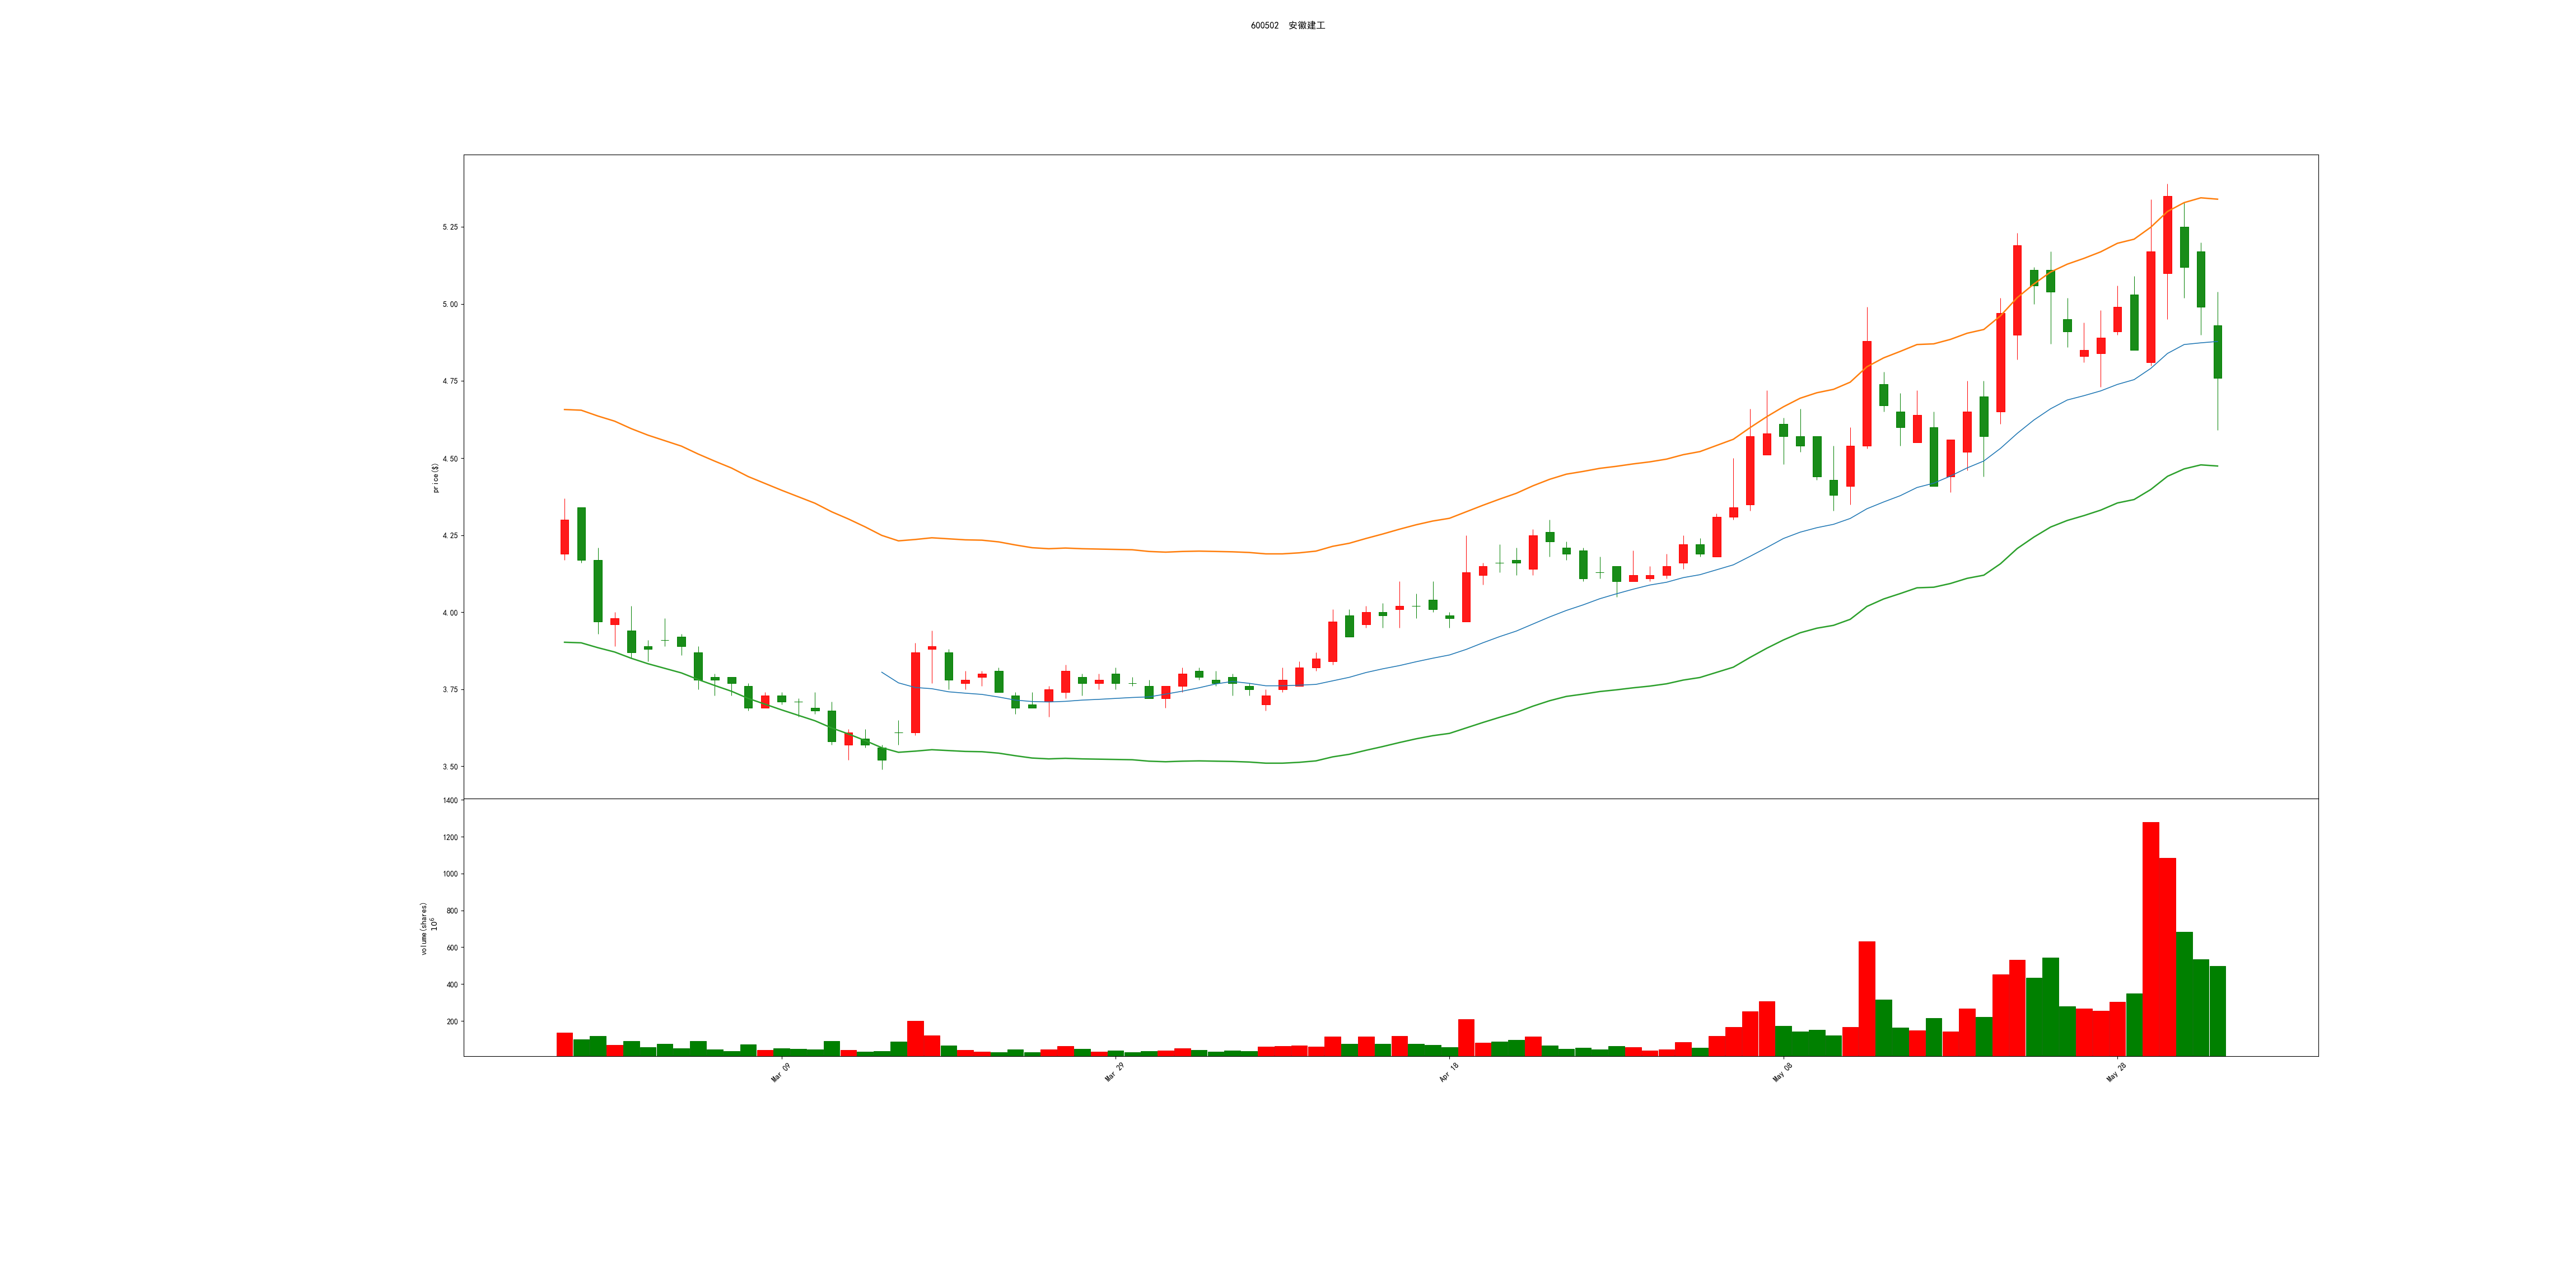 600502 安徽建工
price($)
5.25
5.00
4.75
4.50
4.25
4.00
3.75
3.50
volume(shares)
10⁶
1400
1200
1000
800
600
400
200
Mar 09
Mar 29
Apr 18
May 08
May 28